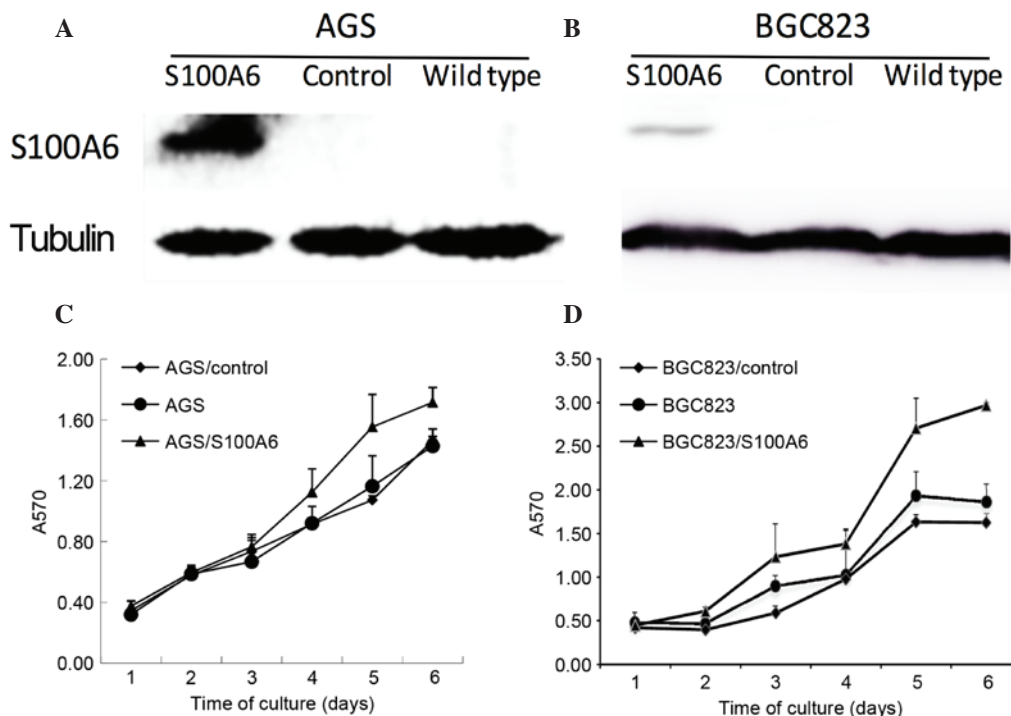 A
AGS
S100A6 Control Wild type
B
BGC823
S100A6 Control Wild type
S100A6
Tubulin
C
2.00
1.60
1.20
0.80
0.40
0.00
A570
AGS/control
AGS
AGS/S100A6
1 2 3 4 5 6
Time of culture (days)
D
3.50
3.00
2.50
2.00
1.50
1.00
0.50
0.00
A570
BGC823/control
BGC823
BGC823/S100A6
1 2 3 4 5 6
Time of culture (days)